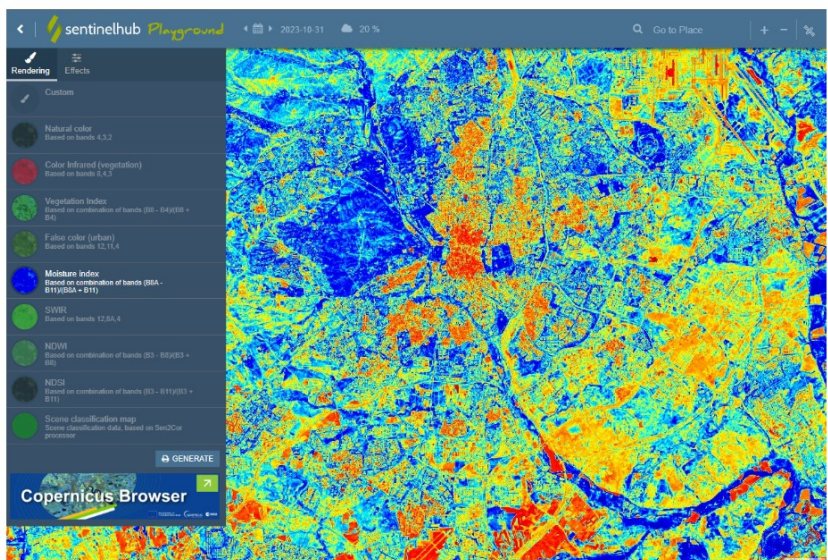 sentinelhub Playground
2023-10-31
20 %
Go to Place
Rendering
Effects
Custom
Natural color
Based on bands 4,3,2
Color Infrared (vegetation)
Based on bands 8,4,3
Vegetation Index
Based on combination of bands (B8 - B4)/(B8 +
B4)
False color (urban)
Based on bands 12,11,4
Moisture index
Based on combination of bands (B8A -
B11)/(B8A + B11)
SWIR
Based on bands 12,8A,4
NDWI
Based on combination of bands (B3 - B8)/(B3 +
B8)
NDSI
Based on combination of bands (B3 - B11)/(B3 +
B11)
Scene classification map
Scene classification data, based on Sen2Cor
processor
GENERATE
Copernicus Browser